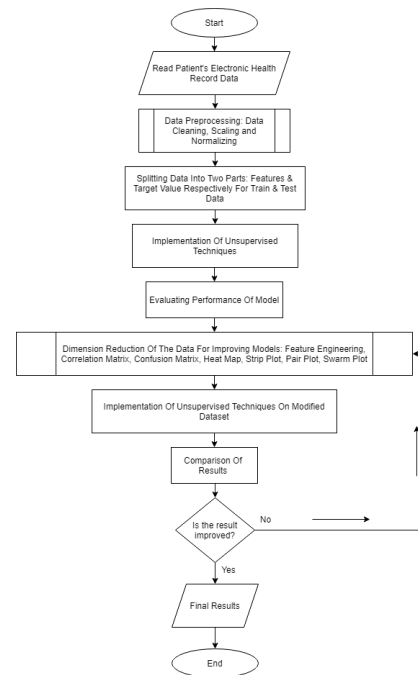 Start
Read Patient's Electronic Health
Record Data
Data Preprocessing: Data
Cleaning, Scaling and
Normalizing
Splitting Data Into Two Parts: Features &
Target Value Respectively For Train & Test
Data
Implementation Of Unsupervised
Techniques
Evaluating Performance Of Model
Dimension Reduction Of The Data For Improving Models: Feature Engineering,
Correlation Matrix, Confusion Matrix, Heat Map, Strip Plot, Pair Plot, Swarm Plot
Implementation Of Unsupervised Techniques On Modified
Dataset
Comparison Of
Results
Is the result
improved?
No
Yes
Final Results
End